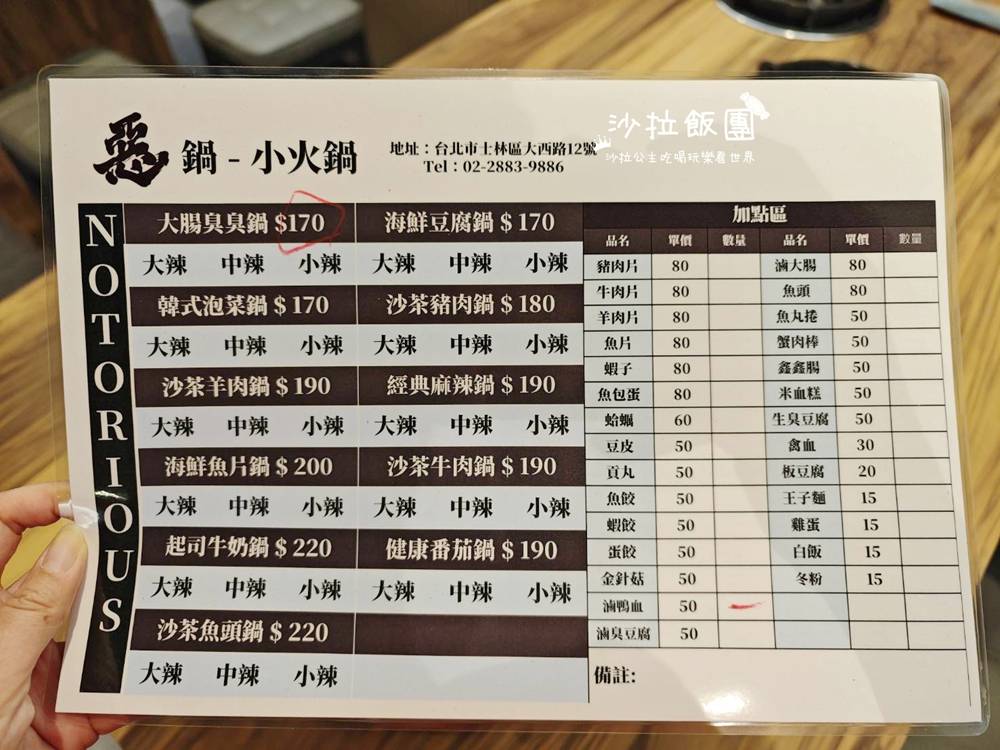 惡鍋 - 小火鍋
地址：台北市士林區大西路12號
Tel：02-2883-9886
沙拉飯團
沙拉公主吃喝玩樂看世界
NOTORIOUS
大腸臭臭鍋 $170 海鮮豆腐鍋 $ 170
大辣 中辣 小辣 大辣 中辣 小辣
韓式泡菜鍋 $ 170 沙茶豬肉鍋 $ 180
大辣 中辣 小辣 大辣 中辣 小辣
沙茶羊肉鍋 $ 190 經典麻辣鍋 $ 190
大辣 中辣 小辣 大辣 中辣 小辣
海鮮魚片鍋 $ 200 沙茶牛肉鍋 $ 190
大辣 中辣 小辣 大辣 中辣 小辣
起司牛奶鍋 $ 220 健康番茄鍋 $ 190
大辣 中辣 小辣 大辣 中辣 小辣
沙茶魚頭鍋 $ 220
大辣 中辣 小辣
加點區
品名 單價 數量 品名 單價 數量
豬肉片 80 滷大腸 80
牛肉片 80 魚頭 80
羊肉片 80 魚丸捲 50
魚片 80 蟹肉棒 50
蝦子 80 鑫鑫腸 50
魚包蛋 80 米血糕 50
蛤蠣 60 生臭豆腐 50
豆皮 50 禽血 30
貢丸 50 板豆腐 20
魚餃 50 王子麵 15
蝦餃 50 雞蛋 15
蛋餃 50 白飯 15
金針菇 50 冬粉 15
滷鴨血 50
滷臭豆腐 50
備註: